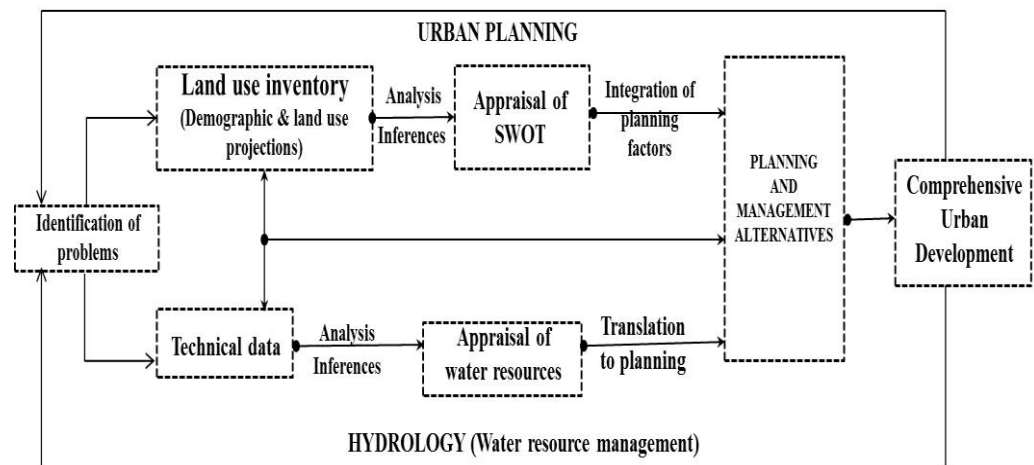 URBAN PLANNING
Land use inventory
(Demographic & land use
projections)
Analysis
Inferences
Appraisal of
SWOT
Integration of
planning
factors
PLANNING
AND
MANAGEMENT
ALTERNATIVES
Comprehensive
Urban
Development
Identification of
problems
Technical data
Analysis
Inferences
Appraisal of
water resources
Translation
to planning
HYDROLOGY (Water resource management)